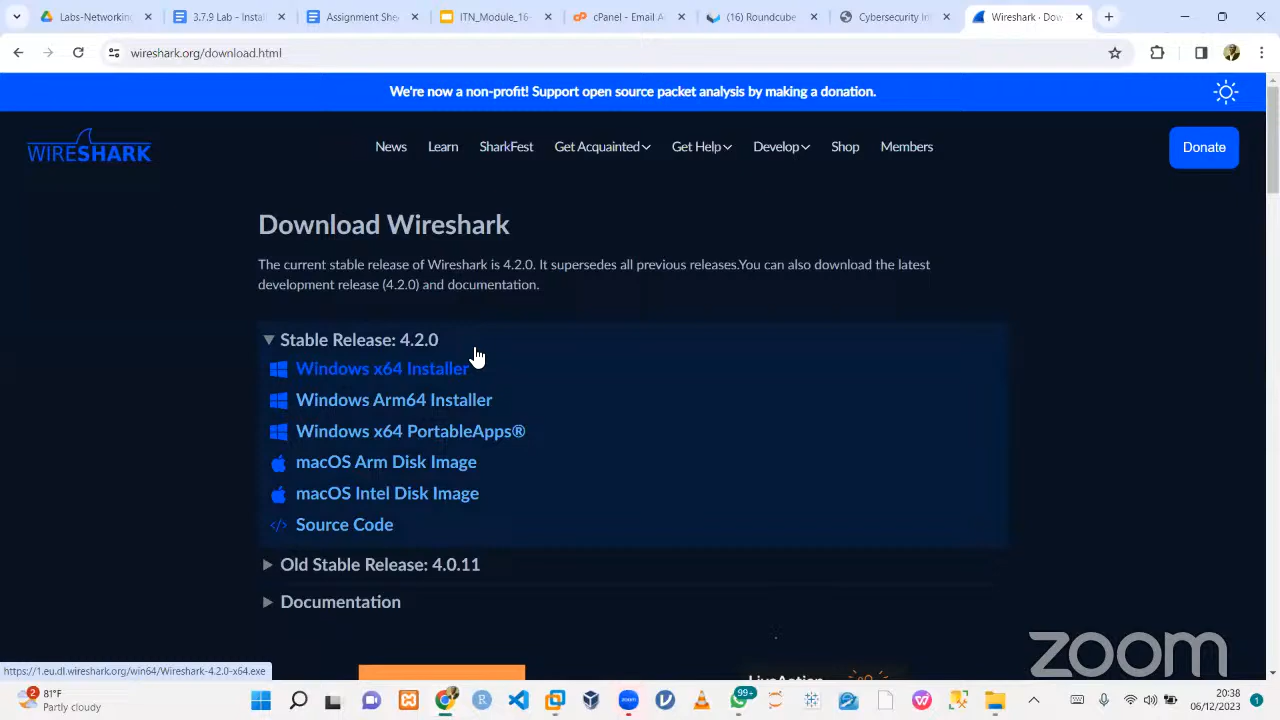 Labs-Networkin
3.7.9 Lab - Instal
Assignment She
ITN_Module_16-
cPanel - Email A
(16) Roundcube
Cybersecurity In
Wireshark · Dow
wireshark.org/download.html
We're now a non-profit! Support open source packet analysis by making a donation.
WIRESHARK
News
Learn
SharkFest
Get Acquainted
Get Help
Develop
Shop
Members
Donate
Download Wireshark
The current stable release of Wireshark is 4.2.0. It supersedes all previous releases.You can also download the latest
development release (4.2.0) and documentation.
Stable Release: 4.2.0
Windows x64 Installer
Windows Arm64 Installer
Windows x64 PortableApps®
macOS Arm Disk Image
macOS Intel Disk Image
</> Source Code
Old Stable Release: 4.0.11
Documentation
LiveAction
zoom
https://1.eu.dl.wireshark.org/win64/Wireshark-4.2.0-x64.exe
2
81°F
Partly cloudy
zoom
99+
20:38
06/12/2023
1